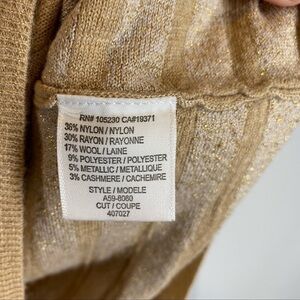 RN# 105230 CA#19371
36% NYLON / NYLON
30% RAYON / RAYONNE
17% WOOL / LAINE
9% POLYESTER / POLYESTER
5% METALLIC / METALLIQUE
3% CASHMERE / CACHEMIRE
STYLE / MODELE
A59-8080
CUT / COUPE
407027